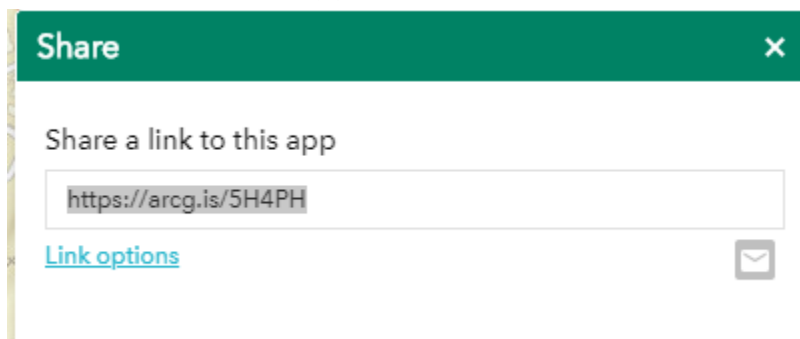 Share
Share a link to this app
https://arcg.is/5H4PH
Link options